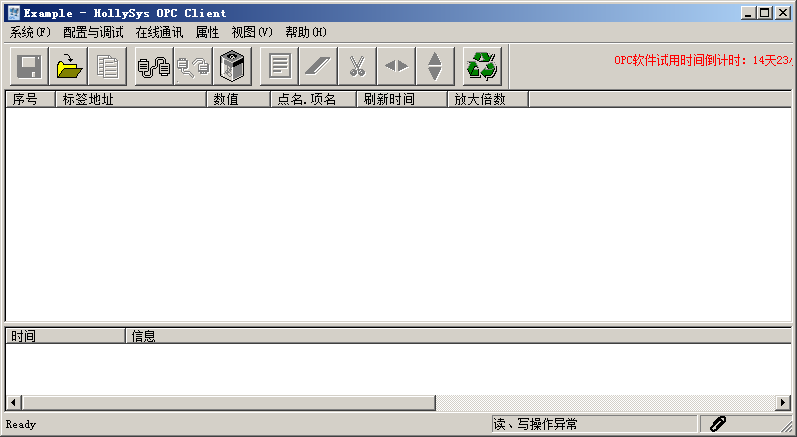 Example - HollySys OPC Client
系统(F) 配置与调试 在线通讯 属性 视图(V) 帮助(H)
OPC软件试用时间倒计时: 14天23
序号 标签地址 数值 点名.项名 刷新时间 放大倍数
时间 信息
Ready 读、写操作异常